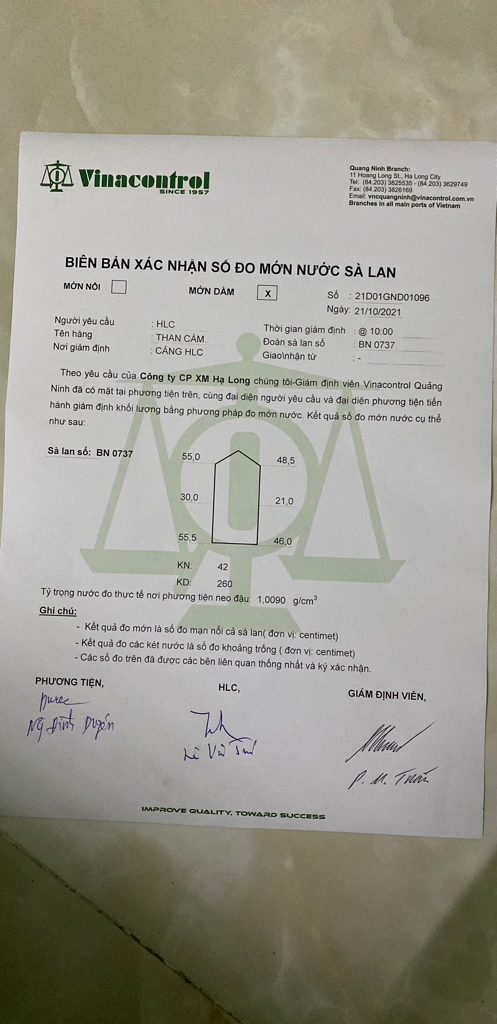 Vinacontrol
SINCE 1957
Quang Ninh Branch:
11 Hoang Long St., Ha Long City
Tel: (84.203) 3825535 - (84.203) 3629749
Fax: (84.203) 3826169
Email: vncquangninh@vinacontrol.com.vn
Branches in all main ports of Vietnam
BIÊN BẢN XÁC NHẬN SỐ ĐO MỚN NƯỚC SÀ LAN
MỚN NỔI MỚN DẦM X
Số : 21D01GND01096
Ngày: 21/10/2021
Người yêu cầu : HLC
Tên hàng : THAN CÁM.
Nơi giám định : CẢNG HLC
Thời gian giám định : @ 10:00
Đoàn sà lan số : BN 0737
Giao\nhận từ : -
Theo yêu cầu của Công ty CP XM Hạ Long chúng tôi-Giám định viên Vinacontrol Quảng
Ninh đã có mặt tại phương tiện trên, cùng đại diện người yêu cầu và đại diện phương tiện tiến
hành giám định khối lượng bằng phương pháp đo mớn nước. Kết quả số đo mớn nước cụ thể
như sau:
Sà lan số: BN 0737
55,0 48,5
30,0 21,0
55,5 46,0
KN: 42
KD: 260
Tỷ trọng nước đo thực tế nơi phương tiện neo đậu: 1,0090 g/cm³
Ghi chú:
- Kết quả đo mớn là số đo mạn nổi cả sà lan( đơn vị: centimet)
- Kết quả đo các két nước là số đo khoảng trống ( đơn vị: centimet)
- Các số đo trên đã được các bên liên quan thống nhất và ký xác nhận.
PHƯƠNG TIỆN, HLC, GIÁM ĐỊNH VIÊN,
Ng Đình Duyến
Lê Vũ
P. M. Tuấn
IMPROVE QUALITY, TOWARD SUCCESS